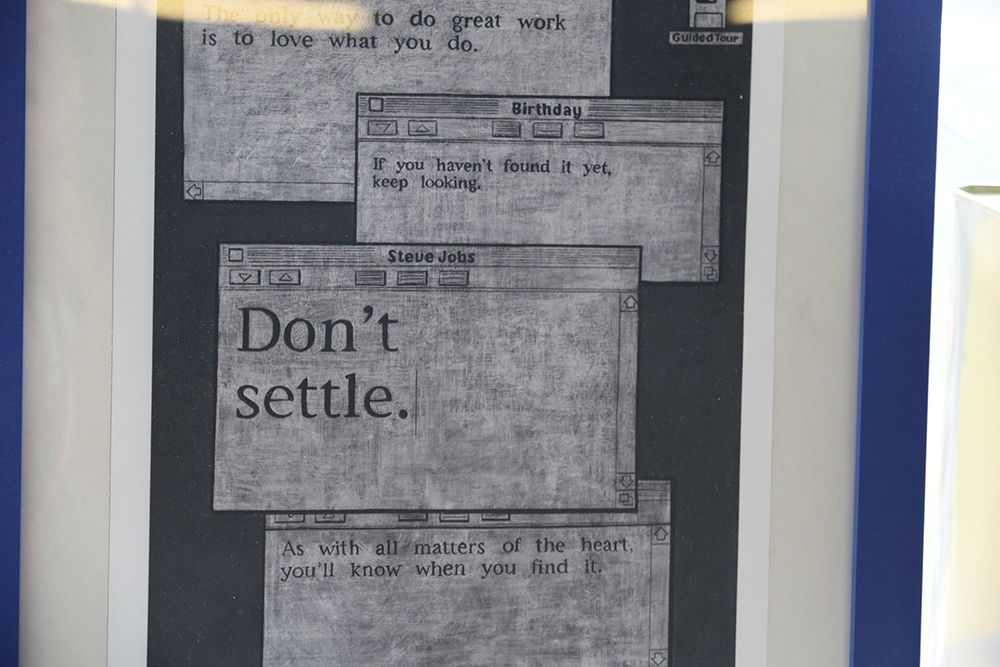 The only way to do great work
is to love what you do.
Guided Tour
Birthday
If you haven't found it yet,
keep looking.
Steve Jobs
Don't
settle.
As with all matters of the heart,
you'll know when you find it.